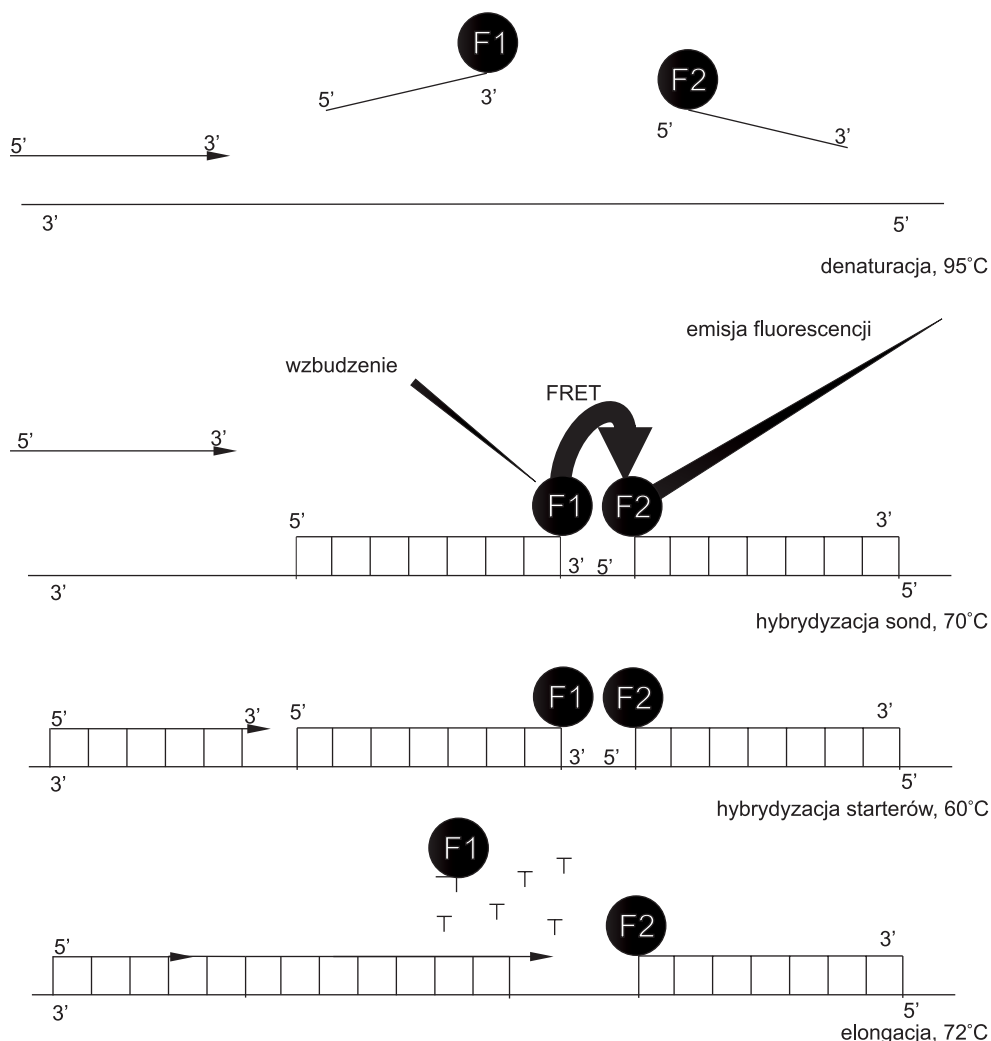 F1
F2
5’
3’
5’
3’
5’
3’
3’
5’
denaturacja, 95°C
emisja fluorescencji
wzbudzenie
FRET
5’
3’
F1
F2
5’
3’
3’
5’
3’
5’
hybrydyzacja sond, 70°C
F1
F2
5’
3’
5’
3’
3’
5’
3’
5’
hybrydyzacja starterów, 60°C
F1
F2
5’
3’
3’
5’
elongacja, 72°C